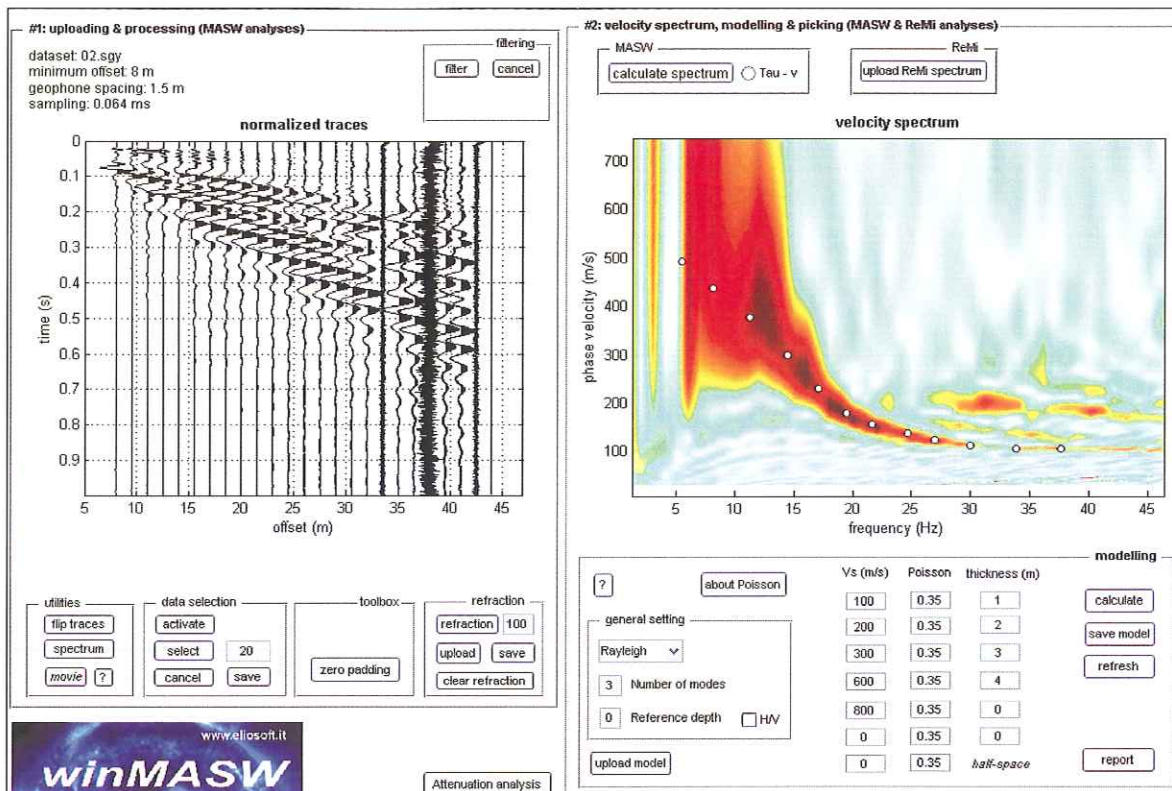 #1: uploading & processing (MASW analyses)
dataset: 02.sgy
minimum offset: 8 m
geophone spacing: 1.5 m
sampling: 0.064 ms
filtering
filter cancel
normalized traces
0
0.1
0.2
0.3
0.4
0.5
0.6
0.7
0.8
0.9
time (s)
5 10 15 20 25 30 35 40 45
offset (m)
utilities
flip traces
spectrum
movie ?
data selection
activate
select 20
cancel save
toolbox
zero padding
refraction
refraction 100
upload save
clear refraction
www.eliosoft.it
winMASW
Attenuation analysis
#2: velocity spectrum, modelling & picking (MASW & ReMi analyses)
MASW
calculate spectrum Tau - v
ReMi
upload ReMi spectrum
velocity spectrum
700
600
500
400
300
200
100
phase velocity (m/s)
5 10 15 20 25 30 35 40 45
frequency (Hz)
modelling
? about Poisson
general setting
Rayleigh
3 Number of modes
0 Reference depth H/V
upload model
Vs (m/s) Poisson thickness (m)
100 0.35 1
200 0.35 2
300 0.35 3
600 0.35 4
800 0.35 0
0 0.35 0
0 0.35 half-space
calculate
save model
refresh
report